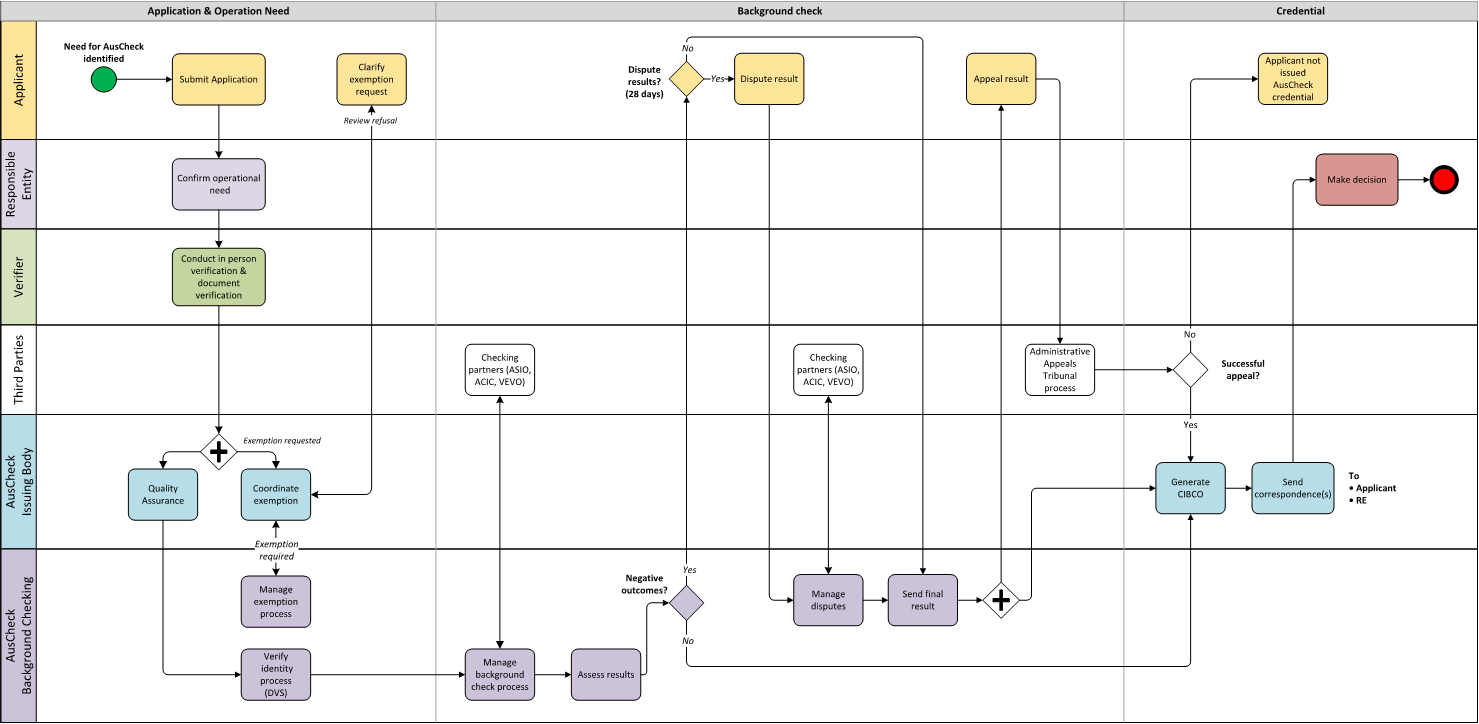 Application & Operation Need
Background check
Credential
Applicant
Need for AusCheck
identified
Submit Application
Clarify
exemption
request
Review refusal
No
Dispute
results?
(28 days)
Yes
Dispute result
Appeal result
Applicant not
issued
AusCheck
credential
Responsible
Entity
Confirm operational
need
Make decision
Verifier
Conduct in person
verification &
document
verification
Third Parties
Checking
partners (ASIO,
ACIC, VEVO)
Checking
partners (ASIO,
ACIC, VEVO)
Administrative
Appeals
Tribunal
process
No
Successful
appeal?
Yes
AusCheck
Issuing Body
Exemption requested
Quality
Assurance
Coordinate
exemption
Generate
CIBCO
Send
correspondence(s)
To
• Applicant
• RE
Exemption
required
AusCheck
Background Checking
Manage
exemption
process
Verify
identity
process
(DVS)
Manage
background
check process
Assess results
Negative
outcomes?
Yes
No
Manage
disputes
Send final
result